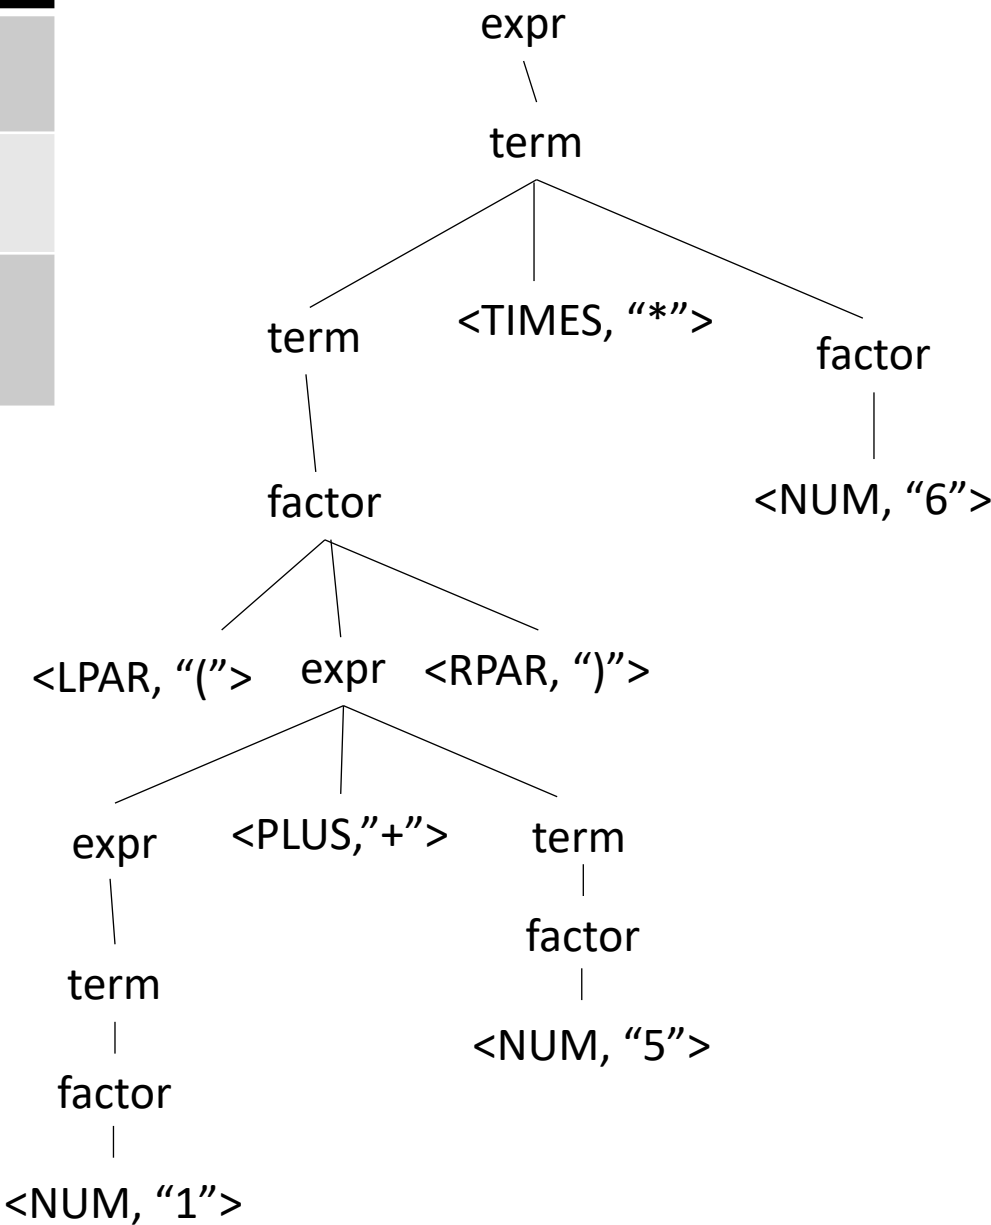 expr
term
term
<TIMES, “*”>
factor
factor
<NUM, “6”>
<LPAR, “(”>
expr
<RPAR, “)”>
expr
<PLUS,”+”>
term
factor
term
<NUM, “5”>
factor
<NUM, “1”>